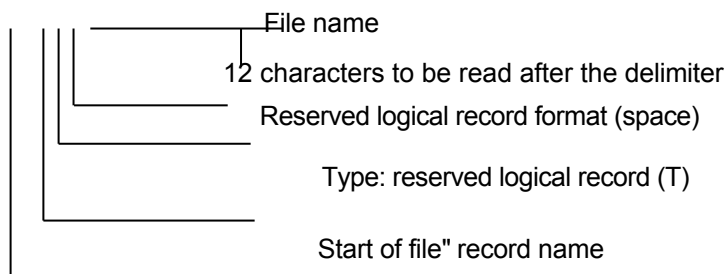 File name
12 characters to be read after the delimiter
Reserved logical record format (space)
Type: reserved logical record (T)
Start of file" record name